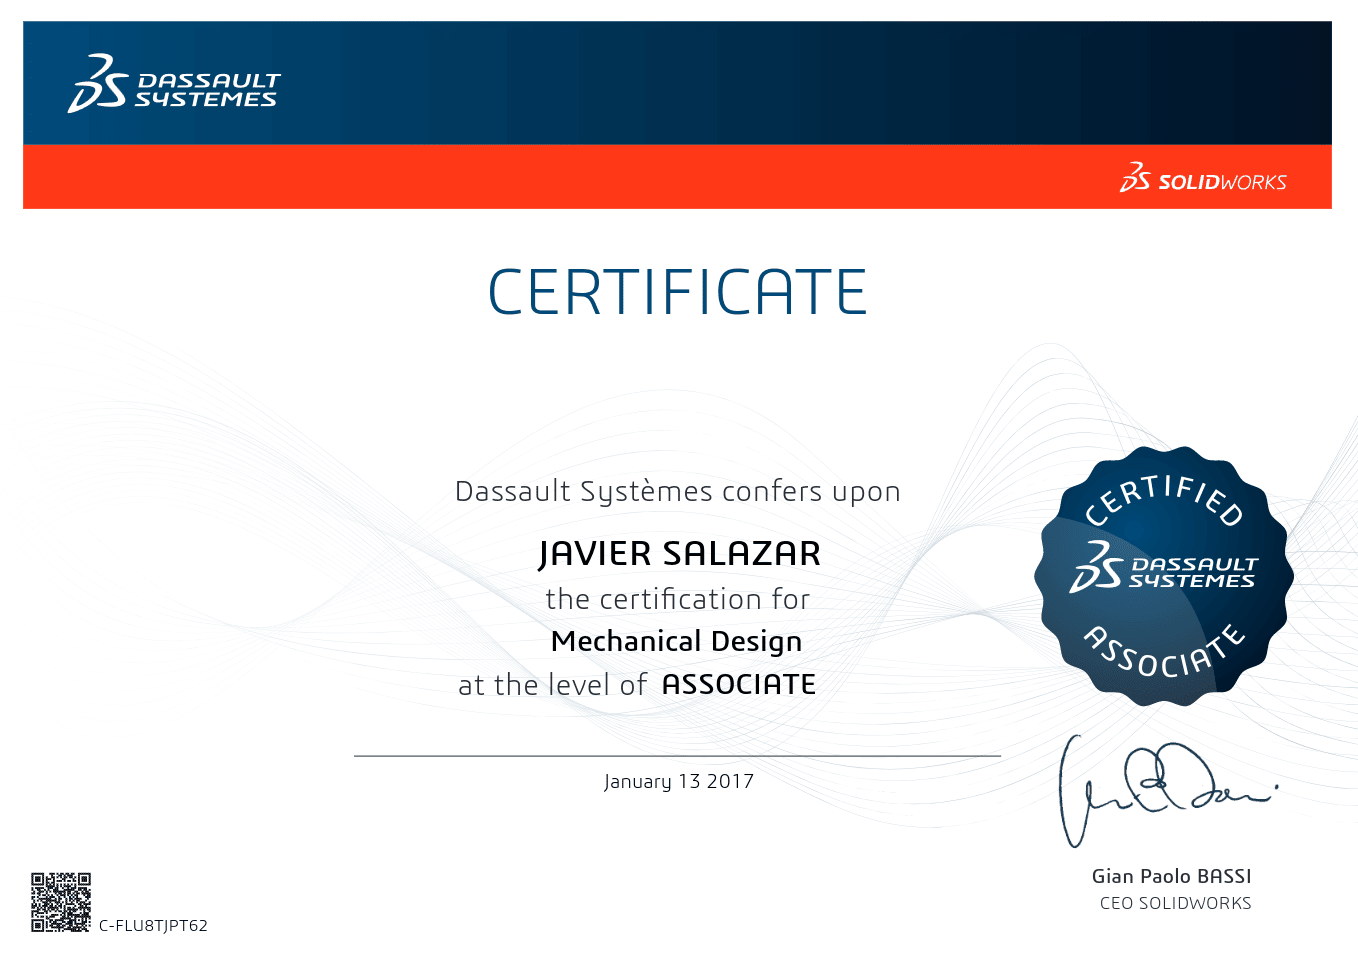 DASSAULT
SYSTEMES
SOLIDWORKS
CERTIFICATE
Dassault Systèmes confers upon
JAVIER SALAZAR
the certification for
Mechanical Design
at the level of ASSOCIATE
January 13 2017
CERTIFIED
DASSAULT
SYSTEMES
ASSOCIATE
Gian Paolo BASSI
CEO SOLIDWORKS
C-FLU8TJPT62